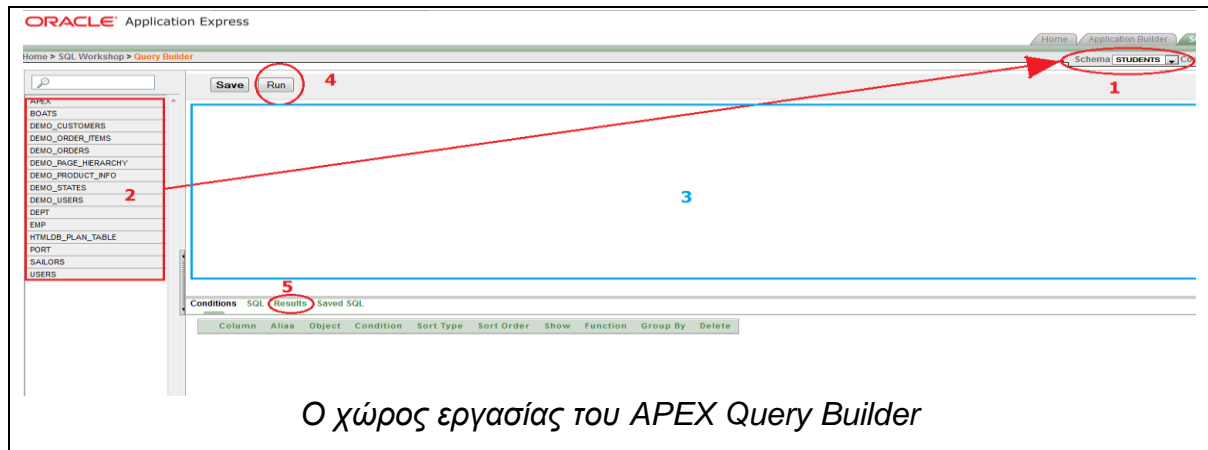 ORACLE Application Express
Home Application Builder
Home > SQL Workshop > Query Builder
Schema STUDENTS
1
Save Run 4
APEX
BOATS
DEMO_CUSTOMERS
DEMO_ORDER_ITEMS
DEMO_ORDERS
DEMO_PAGE_HIERARCHY
DEMO_PRODUCT_INFO
DEMO_STATES
DEMO_USERS
DEPT
EMP
HTMLDB_PLAN_TABLE
PORT
SAILORS
USERS
2
3
5
Conditions SQL Results Saved SQL
Column Alias Object Condition Sort Type Sort Order Show Function Group By Delete
Ο χώρος εργασίας του APEX Query Builder